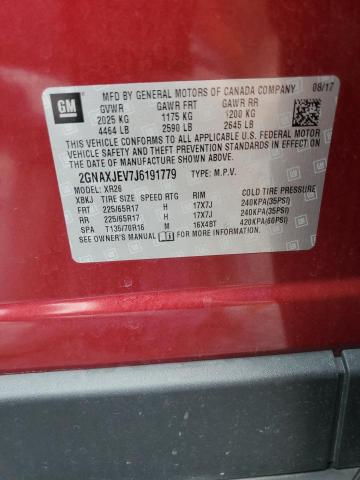 GM
MFD BY GENERAL MOTORS OF CANADA COMPANY 08/17
GVWR GAWR FRT GAWR RR
2025 KG 1175 KG 1200 KG
4464 LB 2590 LB 2645 LB
THIS VEHICLE CONFORMS TO ALL APPLICABLE U.S. FEDERAL MOTOR
VEHICLE SAFETY, BUMPER, AND THEFT PREVENTION STANDARDS IN EFFECT ON THE
DATE OF MANUFACTURE SHOWN ABOVE.
2GNAXJEV7J6191779 TYPE: M.P.V.
MODEL: XR26
XBKJ TIRE SIZE SPEED RTG RIM COLD TIRE PRESSURE
FRT 225/65R17 H 17X7J 240KPA(35PSI)
RR 225/65R17 H 17X7J 240KPA(35PSI)
SPA T135/70R16 M 16X4BT 420KPA(60PSI)
SEE OWNER'S MANUAL FOR ADDITIONAL INFORMATION